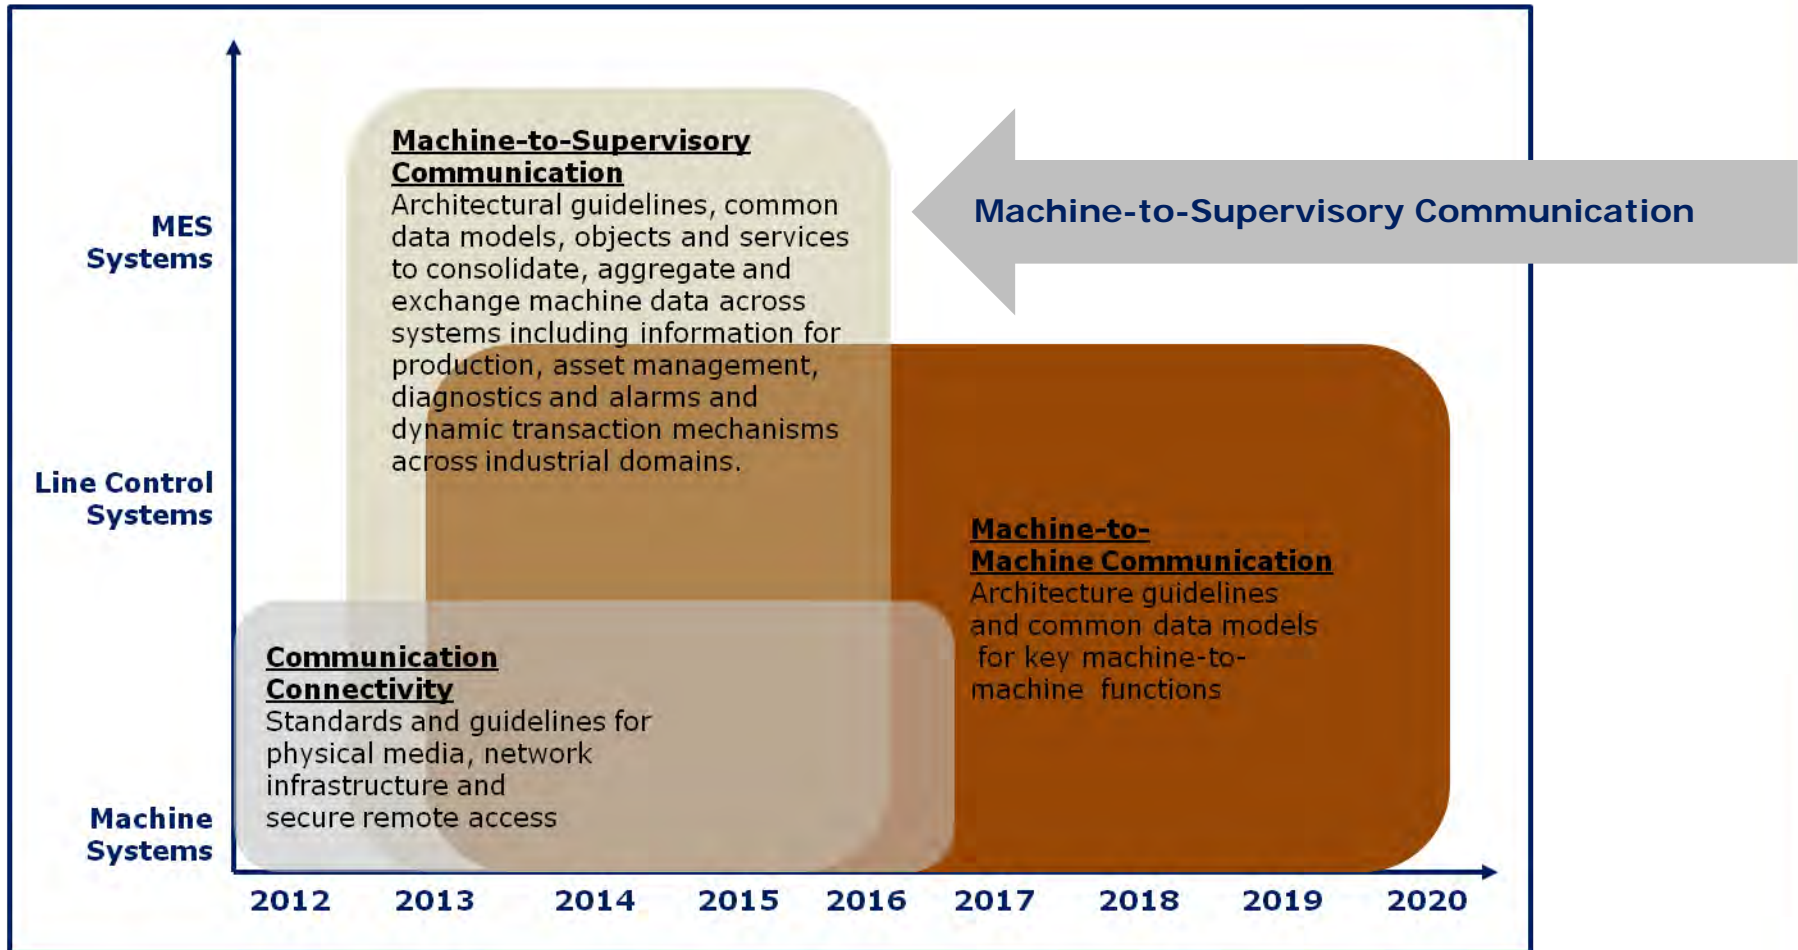 Machine-to-Supervisory
Communication
Architectural guidelines, common
data models, objects and services
to consolidate, aggregate and
exchange machine data across
systems including information for
production, asset management,
diagnostics and alarms and
dynamic transaction mechanisms
across industrial domains.
Machine-to-Supervisory Communication
MES
Systems
Line Control
Systems
Machine-to-
Machine Communication
Architecture guidelines
and common data models
for key machine-to-
machine functions
Communication
Connectivity
Standards and guidelines for
physical media, network
infrastructure and
secure remote access
Machine
Systems
2012 2013 2014 2015 2016 2017 2018 2019 2020